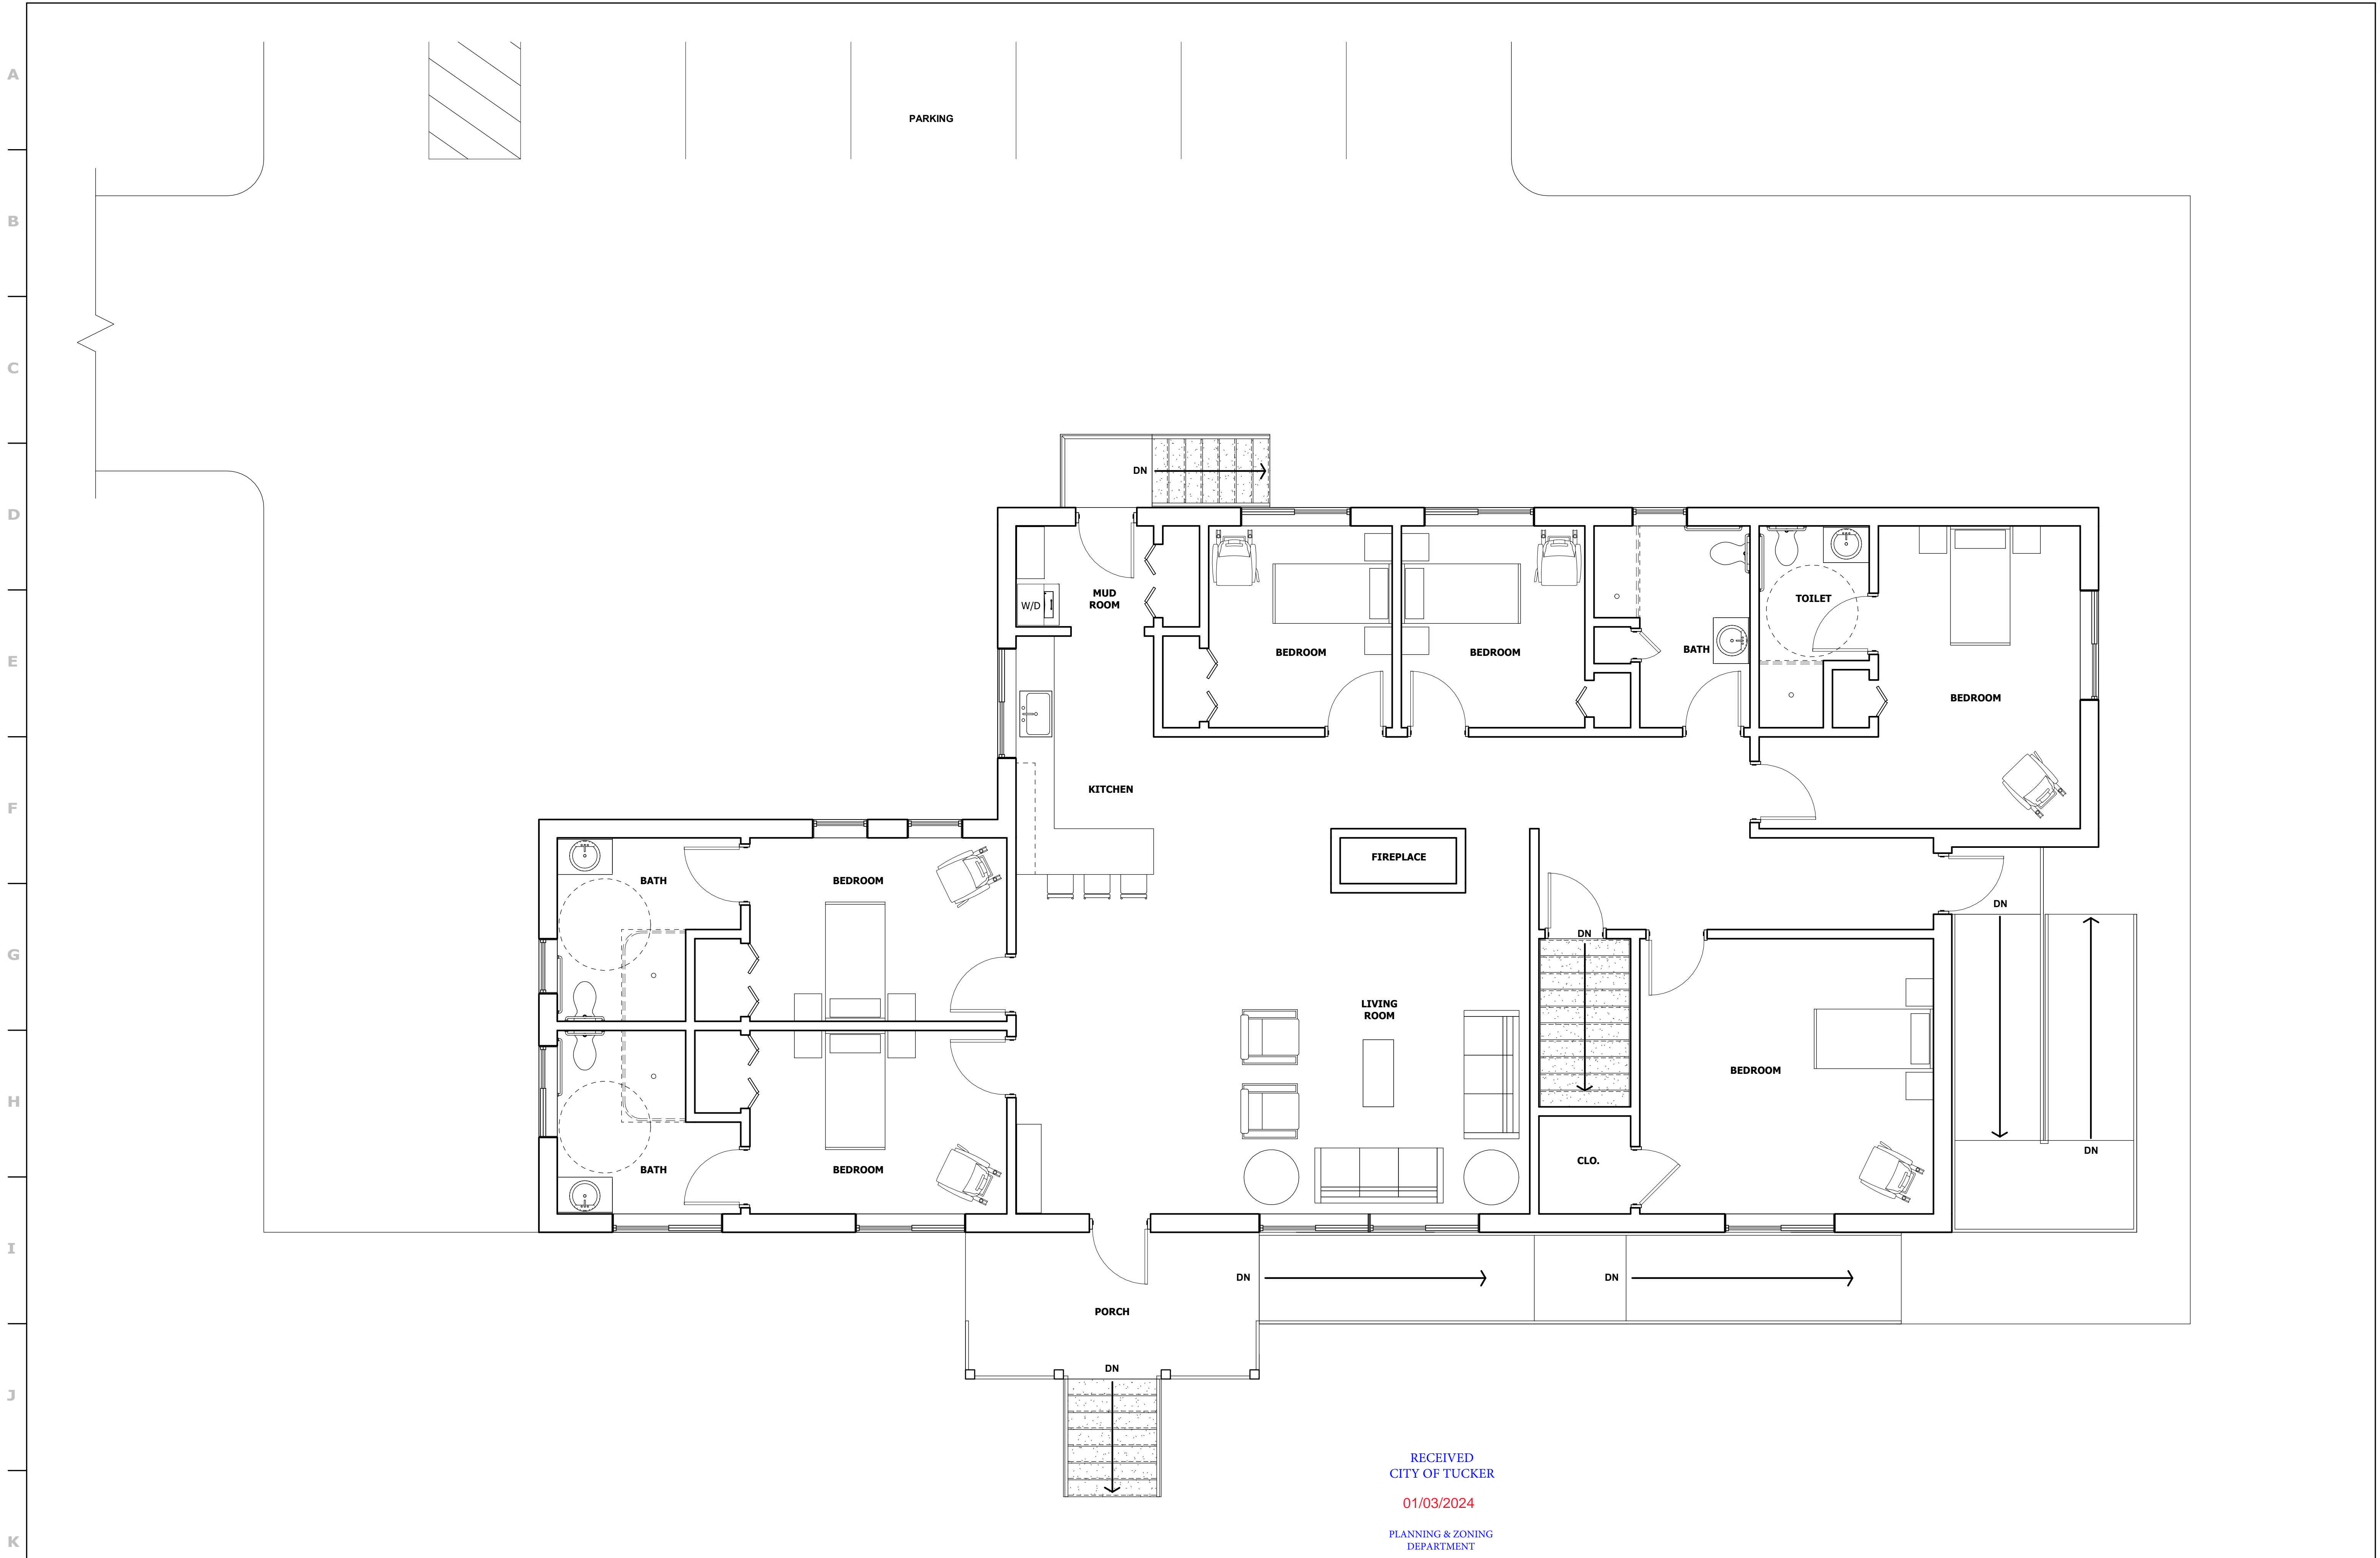 A
PARKING
B
C
DN
D
MUD
ROOM
W/D
TOILET
E
BEDROOM
BEDROOM
BATH
BEDROOM
KITCHEN
F
FIREPLACE
BATH
BEDROOM
DN
DN
G
LIVING
ROOM
BEDROOM
H
DN
CLO.
BATH
BEDROOM
I
DN
DN
PORCH
DN
J
RECEIVED
CITY OF TUCKER
01/03/2024
PLANNING & ZONING
DEPARTMENT
K